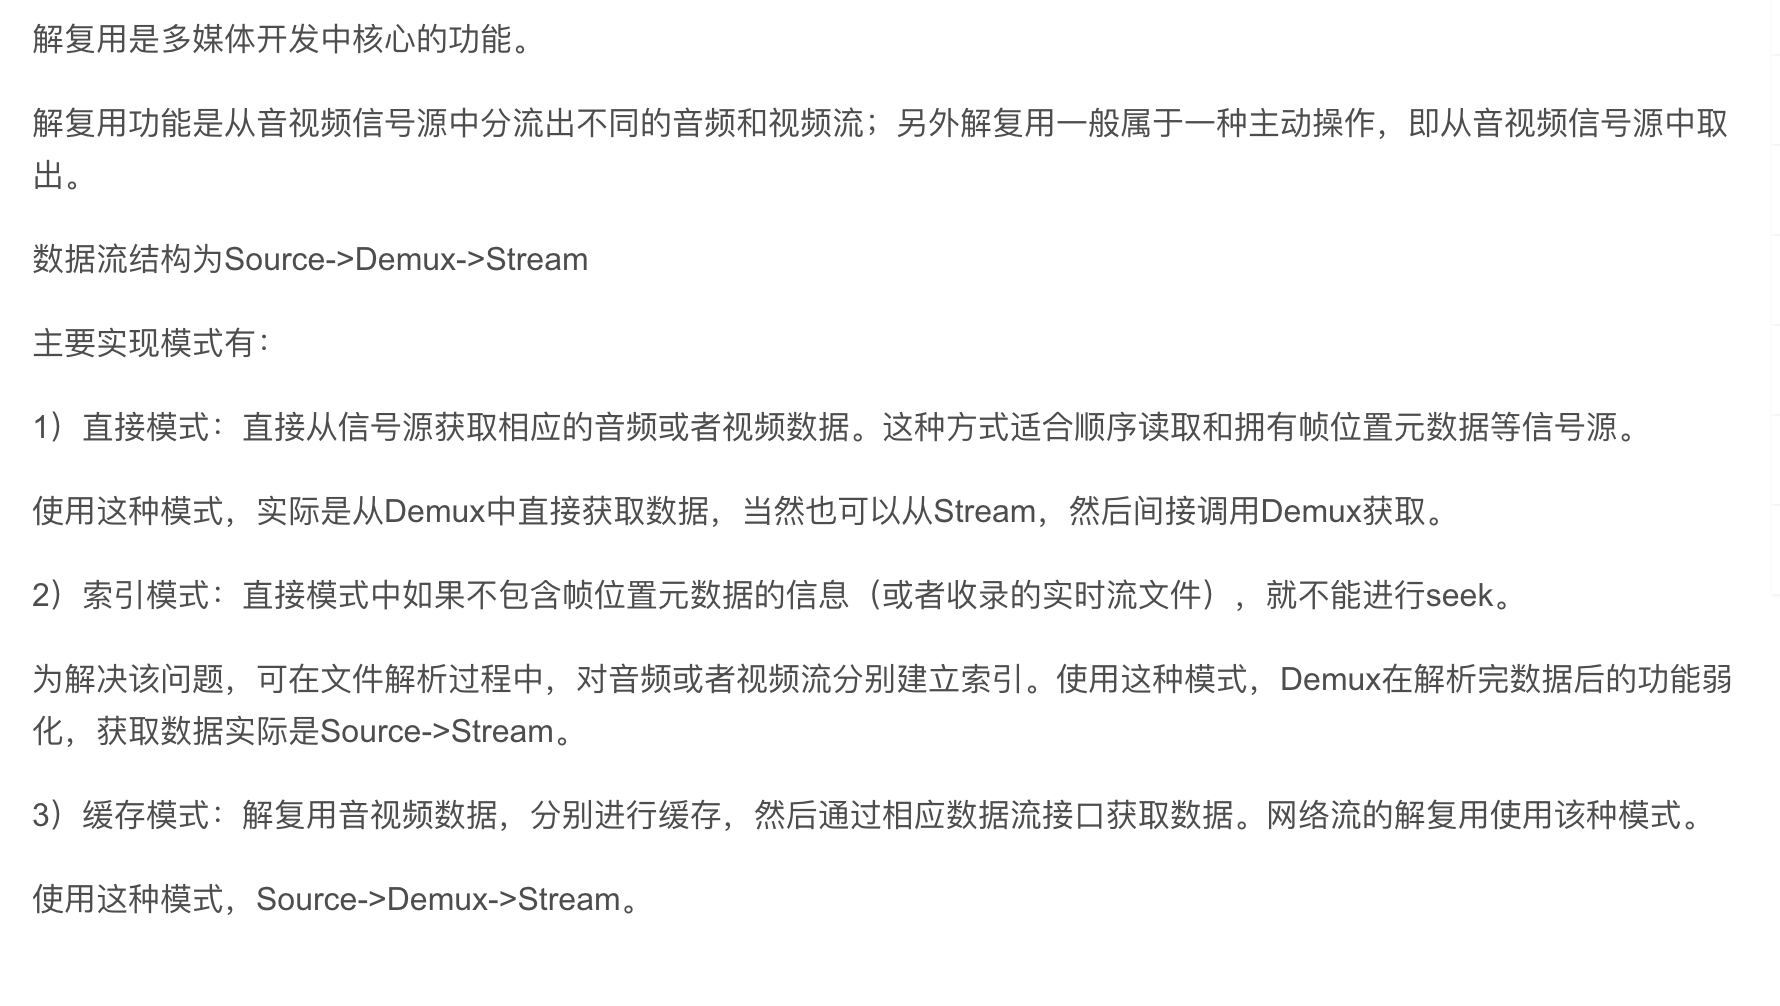 解复用是多媒体开发中核心的功能。
解复用功能是从音视频信号源中分流出不同的音频和视频流；另外解复用一般属于一种主动操作，即从音视频信号源中取
出。
数据流结构为Source->Demux->Stream
主要实现模式有：
1）直接模式：直接从信号源获取相应的音频或者视频数据。这种方式适合顺序读取和拥有帧位置元数据等信号源。
使用这种模式，实际是从Demux中直接获取数据，当然也可以从Stream，然后间接调用Demux获取。
2）索引模式：直接模式中如果不包含帧位置元数据的信息（或者收录的实时流文件），就不能进行seek。
为解决该问题，可在文件解析过程中，对音频或者视频流分别建立索引。使用这种模式，Demux在解析完数据后的功能弱
化，获取数据实际是Source->Stream。
3）缓存模式：解复用音视频数据，分别进行缓存，然后通过相应数据流接口获取数据。网络流的解复用使用该种模式。
使用这种模式，Source->Demux->Stream。